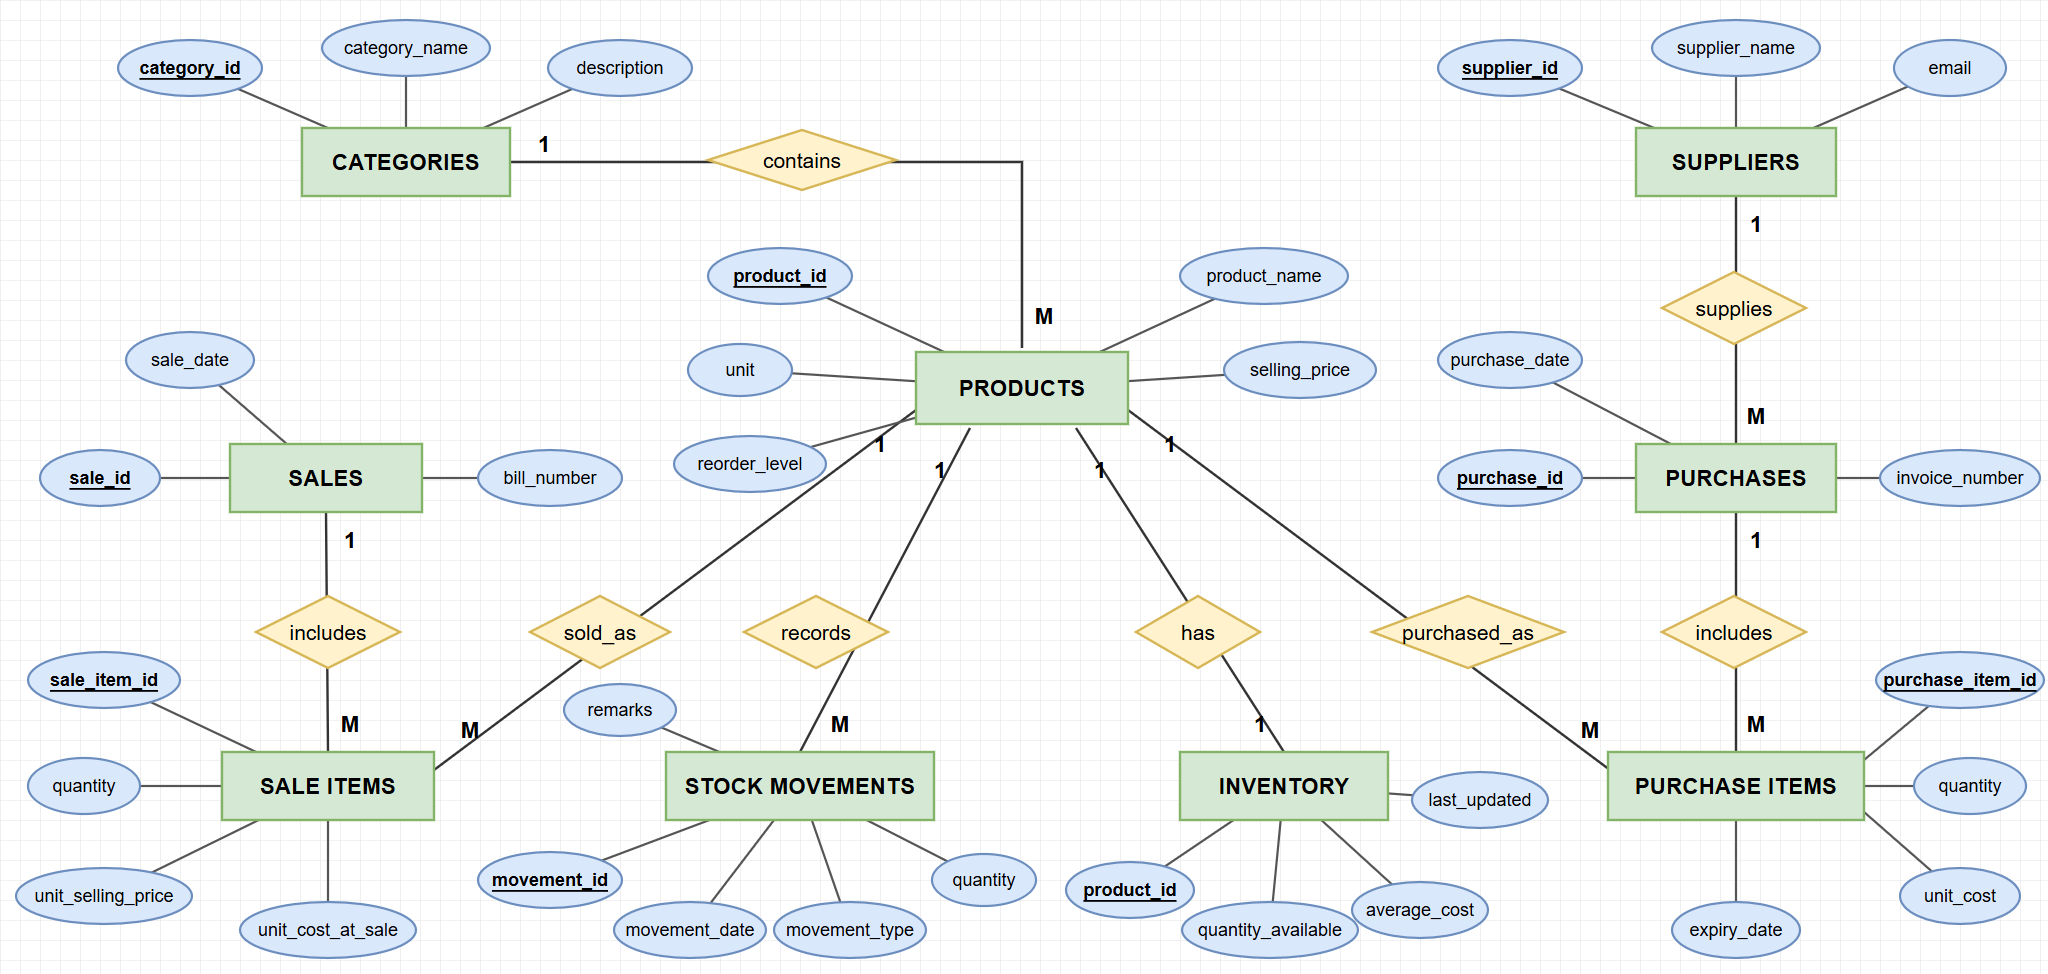 category_name
category_id
description
CATEGORIES
1
contains
supplier_name
supplier_id
email
SUPPLIERS
1
supplies
M
product_id
product_name
M
unit
PRODUCTS
selling_price
reorder_level
1
1
1
1
sale_date
sale_id
SALES
bill_number
1
purchase_date
purchase_id
PURCHASES
invoice_number
1
includes
sold_as
records
has
purchased_as
includes
sale_item_id
M
M
remarks
M
1
M
M
purchase_item_id
quantity
SALE ITEMS
STOCK MOVEMENTS
INVENTORY
last_updated
PURCHASE ITEMS
quantity
unit_selling_price
unit_cost_at_sale
movement_id
movement_date
movement_type
quantity
product_id
quantity_available
average_cost
expiry_date
unit_cost